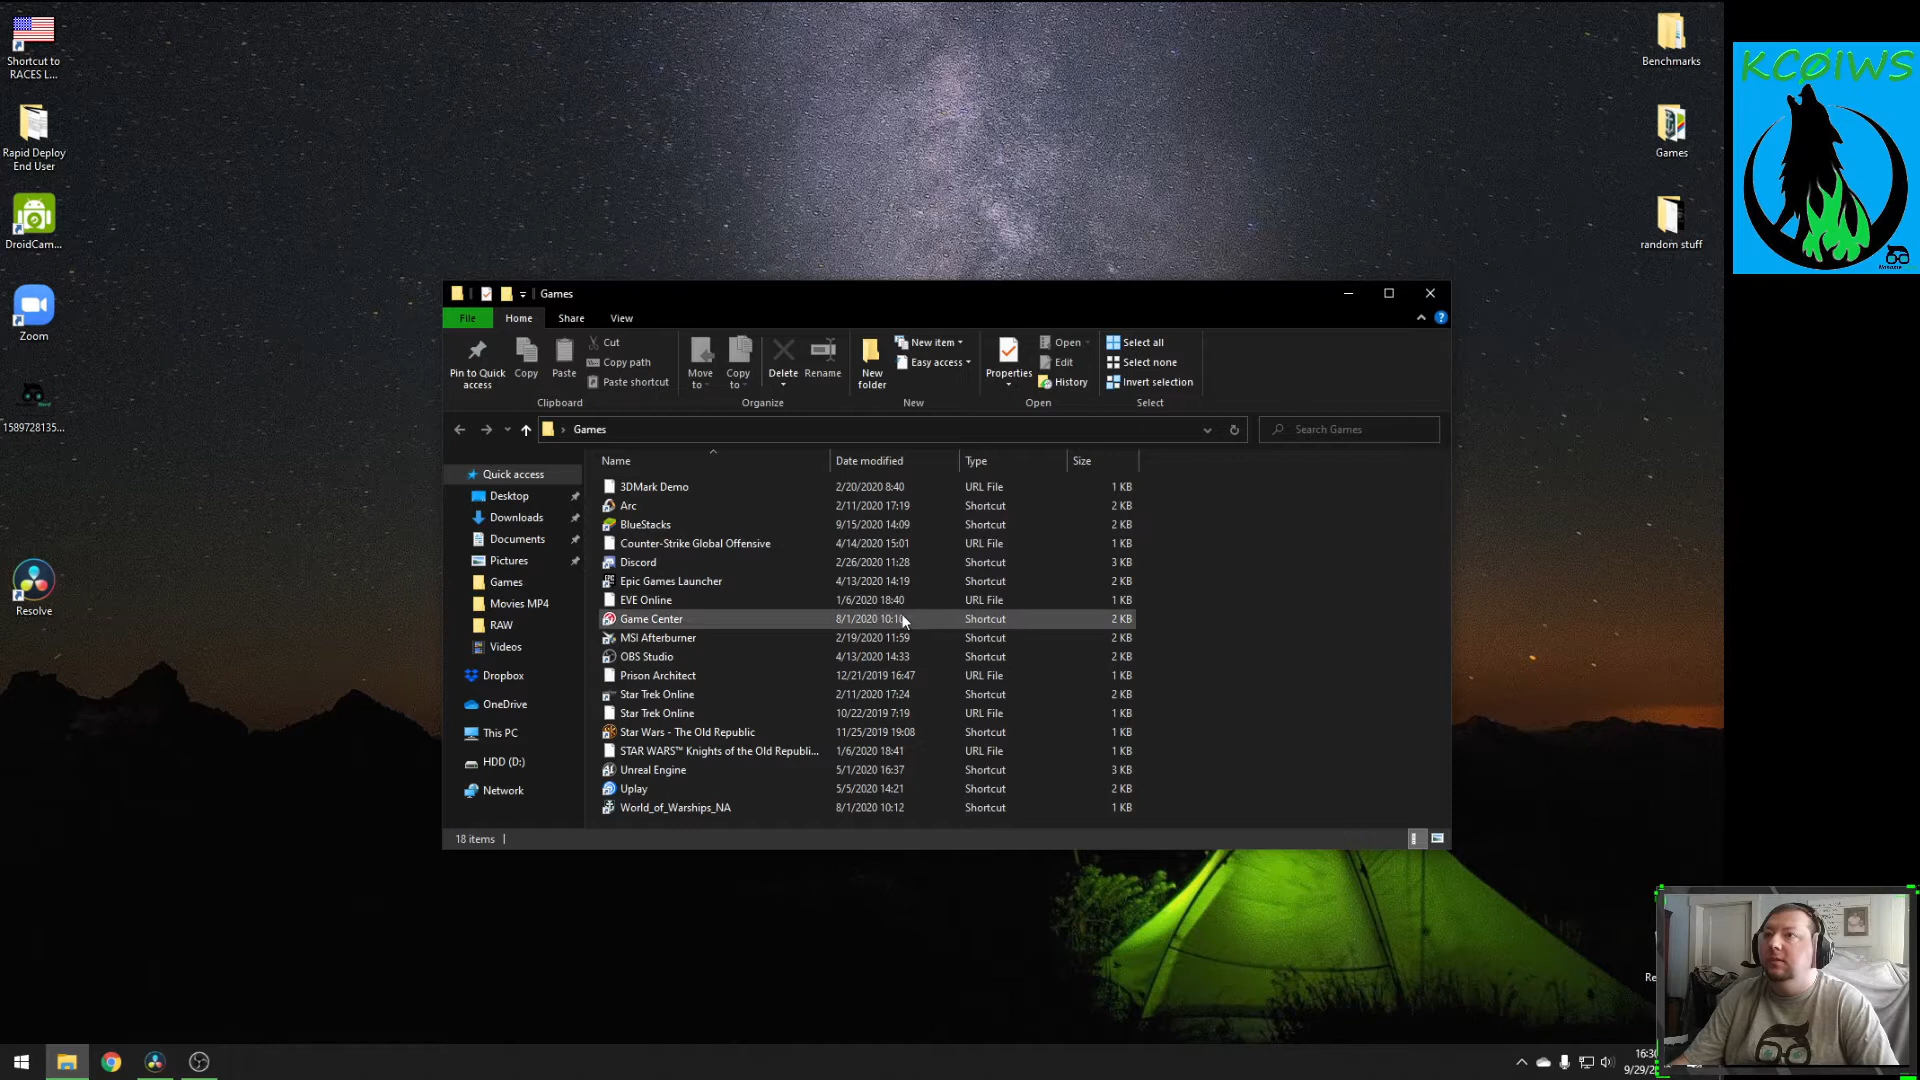 Shortcut to
RACES L...
Rapid Deploy
End User
DroidCam...
Zoom
1589728135...
Resolve
Benchmarks
Games
random stuff
KCØIWS
Games
File
Home
Share
View
Pin to Quick
access
Copy
Paste
Cut
Copy path
Paste shortcut
Clipboard
Move
to
Copy
to
Delete
Rename
Organize
New
folder
New item
Easy access
New
Properties
Open
Edit
History
Open
Select all
Select none
Invert selection
Select
Games
Search Games
Quick access
Desktop
Downloads
Documents
Pictures
Games
Movies MP4
RAW
Videos
Dropbox
OneDrive
This PC
HDD (D:)
Network
Name Date modified Type Size
3DMark Demo 2/20/2020 8:40 URL File 1 KB
Arc 2/11/2020 17:19 Shortcut 2 KB
BlueStacks 9/15/2020 14:09 Shortcut 2 KB
Counter-Strike Global Offensive 4/14/2020 15:01 URL File 1 KB
Discord 2/26/2020 11:28 Shortcut 3 KB
Epic Games Launcher 4/13/2020 14:19 Shortcut 2 KB
EVE Online 1/6/2020 18:40 URL File 1 KB
Game Center 8/1/2020 Shortcut 2 KB
MSI Afterburner 2/19/2020 11:59 Shortcut 2 KB
OBS Studio 4/13/2020 14:33 Shortcut 2 KB
Prison Architect 12/21/2019 16:47 URL File 1 KB
Star Trek Online 2/11/2020 17:24 Shortcut 2 KB
Star Trek Online 10/22/2019 7:19 URL File 1 KB
Star Wars - The Old Republic 11/25/2019 19:08 Shortcut 1 KB
STAR WARS™ Knights of the Old Republi... 1/6/2020 18:41 URL File 1 KB
Unreal Engine 5/1/2020 16:37 Shortcut 3 KB
Uplay 5/5/2020 14:21 Shortcut 2 KB
World_of_Warships_NA 8/1/2020 10:12 Shortcut 1 KB
18 items
Re
16:30
9/29/2